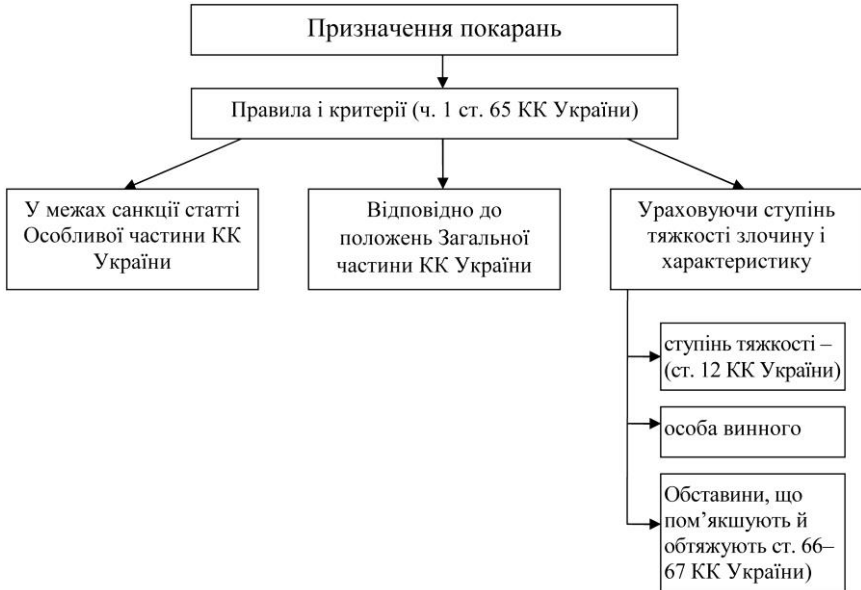 Призначення покарань
Правила і критерії (ч. 1 ст. 65 КК України)
У межах санкції статті
Особливої частини КК
України
Відповідно до
положень Загальної
частини КК України
Ураховуючи ступінь
тяжкості злочину і
характеристику
ступінь тяжкості –
(ст. 12 КК України)
особа винного
Обставини, що
пом’якшують й
обтяжують ст. 66–
67 КК України)